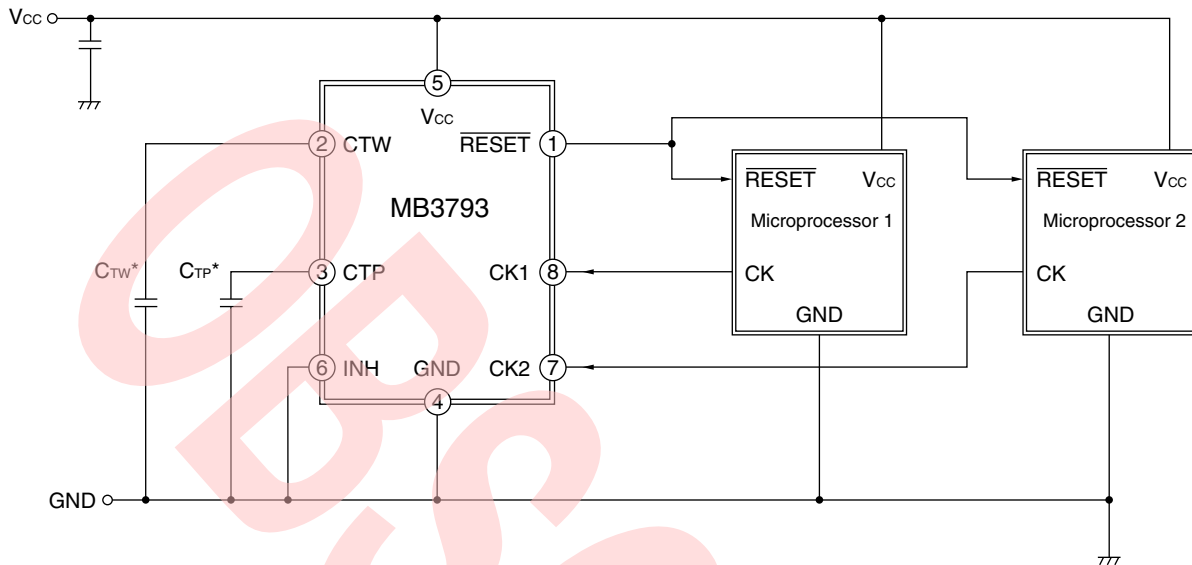 VCC
5
VCC
2 CTW
RESET 1
MB3793
CTW*
CTP*
3 CTP
CK1 8
6 INH
GND
CK2 7
4
GND
RESET
VCC
Microprocessor 1
CK
GND
RESET
VCC
Microprocessor 2
CK
GND
OBS